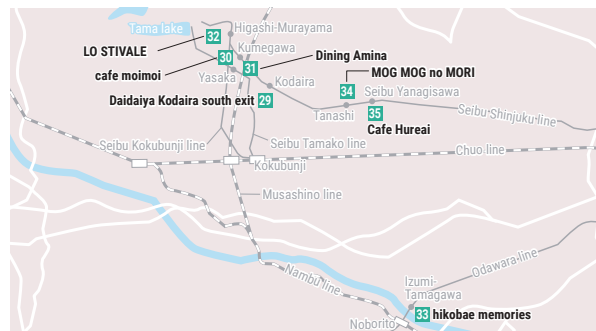 Tama lake
32
Higashi-Murayama
LO STIVALE
Kumegawa
30
31
Dining Amina
cafe moimoi
Yasaka
MOG MOG no MORI
Kodaira
34
Seibu Yanagisawa
Daidaiya Kodaira south exit 29
Tanashi
35
Seibu Shinjuku line
Cafe Hureai
Seibu Kokubunji line
Seibu Tamako line
Chuo line
Kokubunji
Musashino line
Nambu line
Odawara line
Izumi-
Tamagawa
33 hikobae memories
Noborito